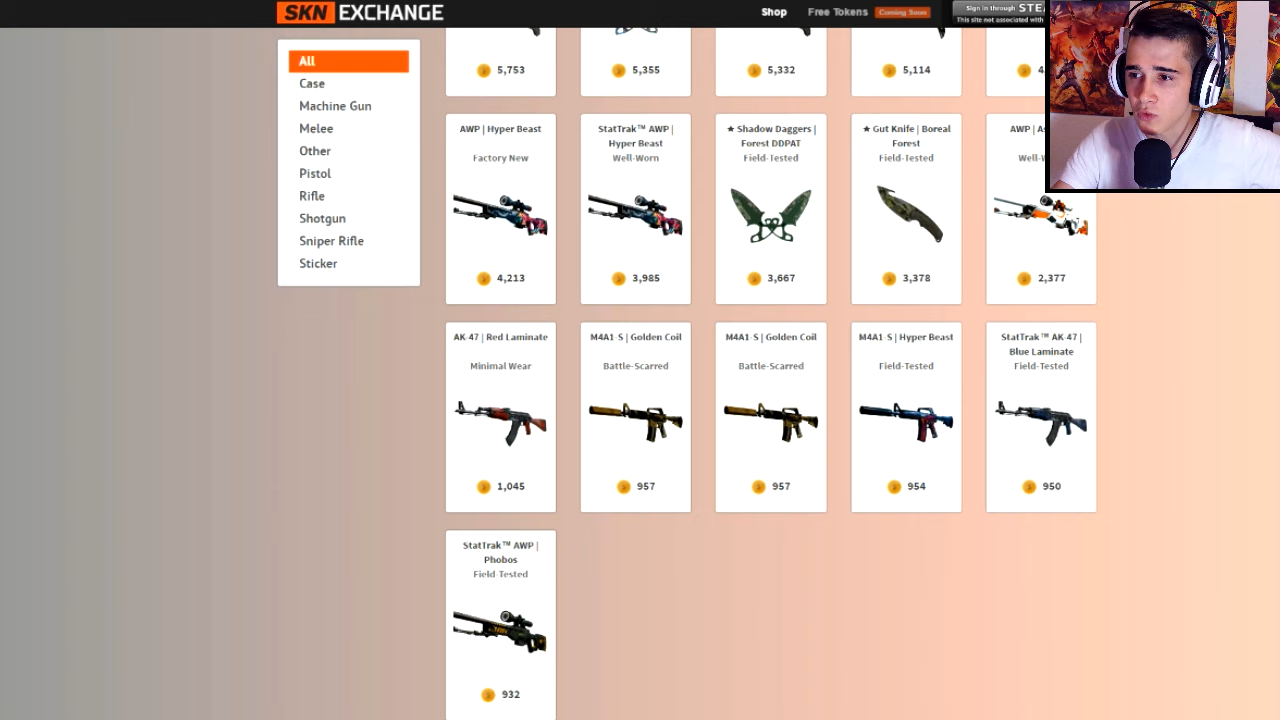 SKN EXCHANGE
Shop
Free Tokens
Coming Soon
Sign in through STEA
This site not associated with
All
Case
Machine Gun
Melee
Other
Pistol
Rifle
Shotgun
Sniper Rifle
Sticker
5,753
5,355
5,332
5,114
AWP | Hyper Beast
Factory New
4,213
StatTrak™ AWP |
Hyper Beast
Well-Worn
3,985
★ Shadow Daggers |
Forest DDPAT
Field-Tested
3,667
★ Gut Knife | Boreal
Forest
Field-Tested
3,378
AWP |
2,377
AK-47 | Red Laminate
Minimal Wear
1,045
M4A1-S | Golden Coil
Battle-Scarred
957
M4A1-S | Golden Coil
Battle-Scarred
957
M4A1-S | Hyper Beast
Field-Tested
954
StatTrak™ AK-47 |
Blue Laminate
Field-Tested
950
StatTrak™ AWP |
Phobos
Field-Tested
932